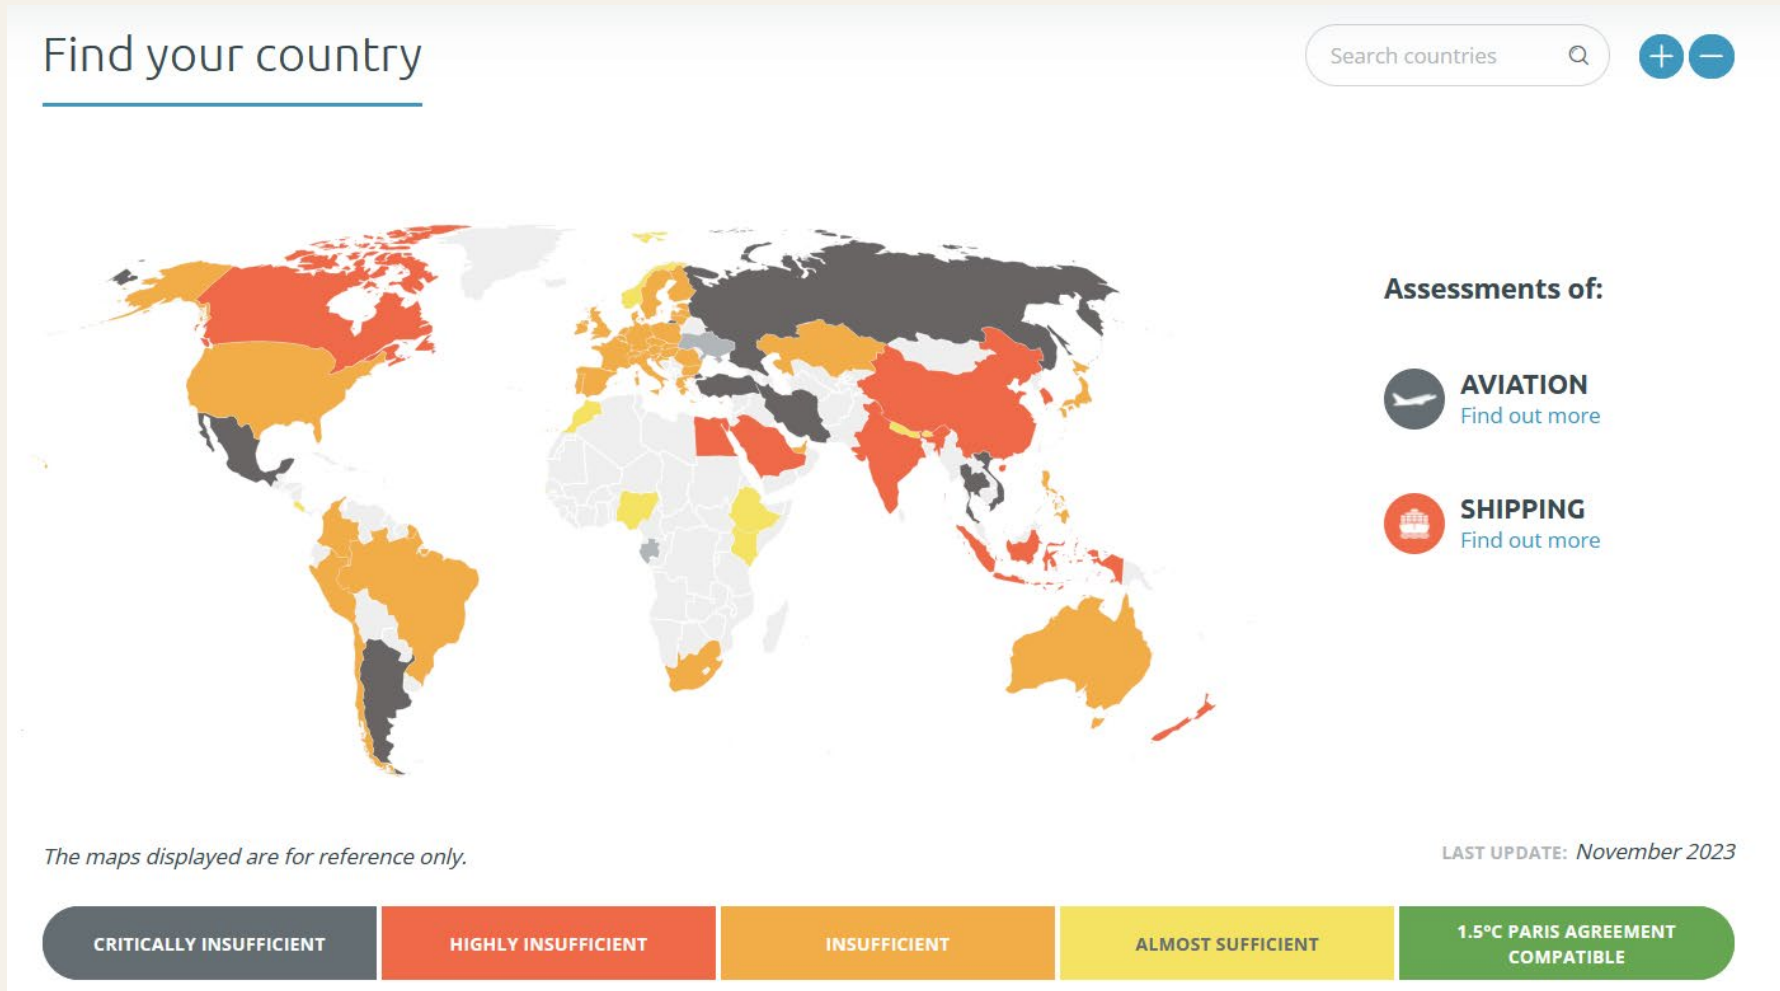 Find your country
Search countries
Assessments of:
AVIATION
Find out more
SHIPPING
Find out more
The maps displayed are for reference only.
LAST UPDATE: November 2023
CRITICALLY INSUFFICIENT
HIGHLY INSUFFICIENT
INSUFFICIENT
ALMOST SUFFICIENT
1.5°C PARIS AGREEMENT
COMPATIBLE